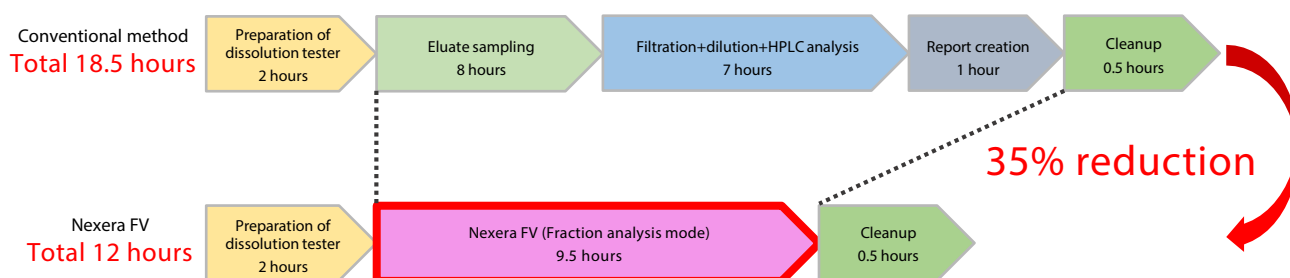 Conventional method
Total 18.5 hours
Preparation of
dissolution tester
2 hours
Eluate sampling
8 hours
Filtration+dilution+HPLC analysis
7 hours
Report creation
1 hour
Cleanup
0.5 hours
35% reduction
Nexera FV
Total 12 hours
Preparation of
dissolution tester
2 hours
Nexera FV (Fraction analysis mode)
9.5 hours
Cleanup
0.5 hours